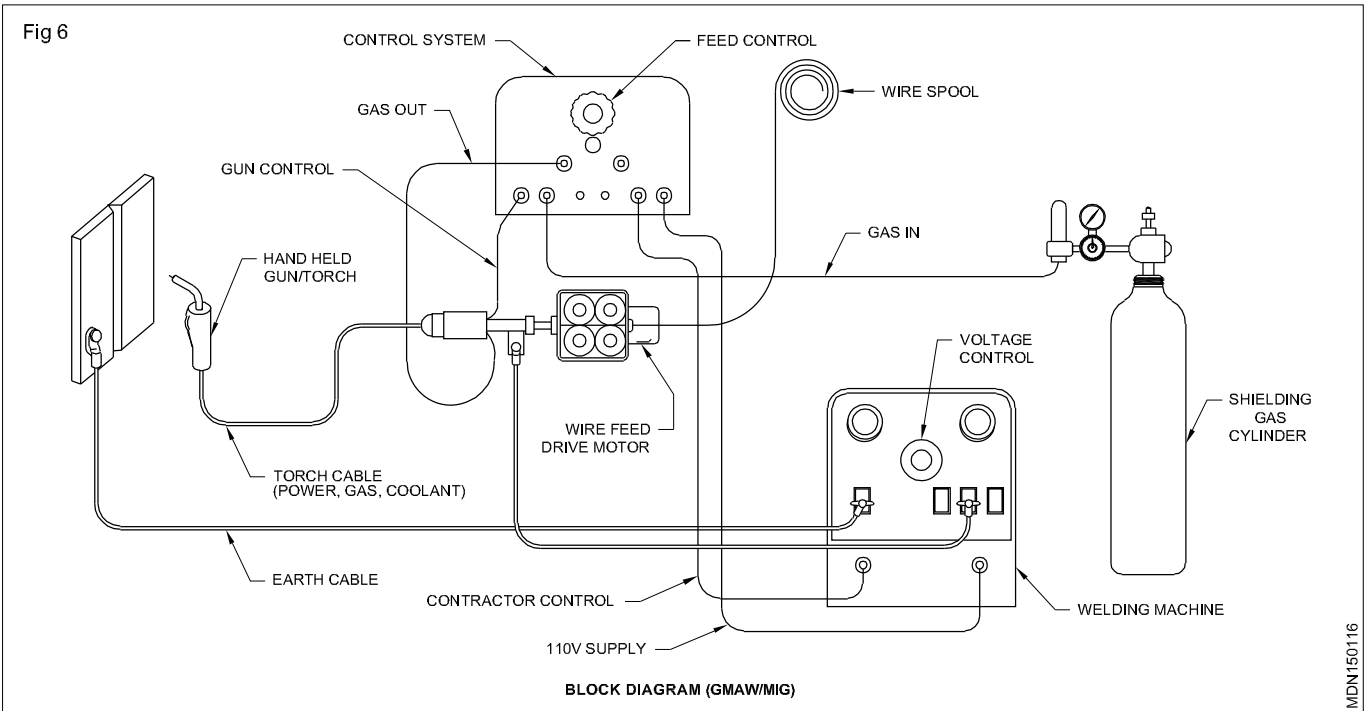 Fig 6
CONTROL SYSTEM
FEED CONTROL
WIRE SPOOL
GAS OUT
GUN CONTROL
GAS IN
HAND HELD
GUN/TORCH
VOLTAGE
CONTROL
SHIELDING
GAS
CYLINDER
WIRE FEED
DRIVE MOTOR
TORCH CABLE
(POWER, GAS, COOLANT)
EARTH CABLE
CONTRACTOR CONTROL
WELDING MACHINE
110V SUPPLY
BLOCK DIAGRAM (GMAW/MIG)
MDN150116